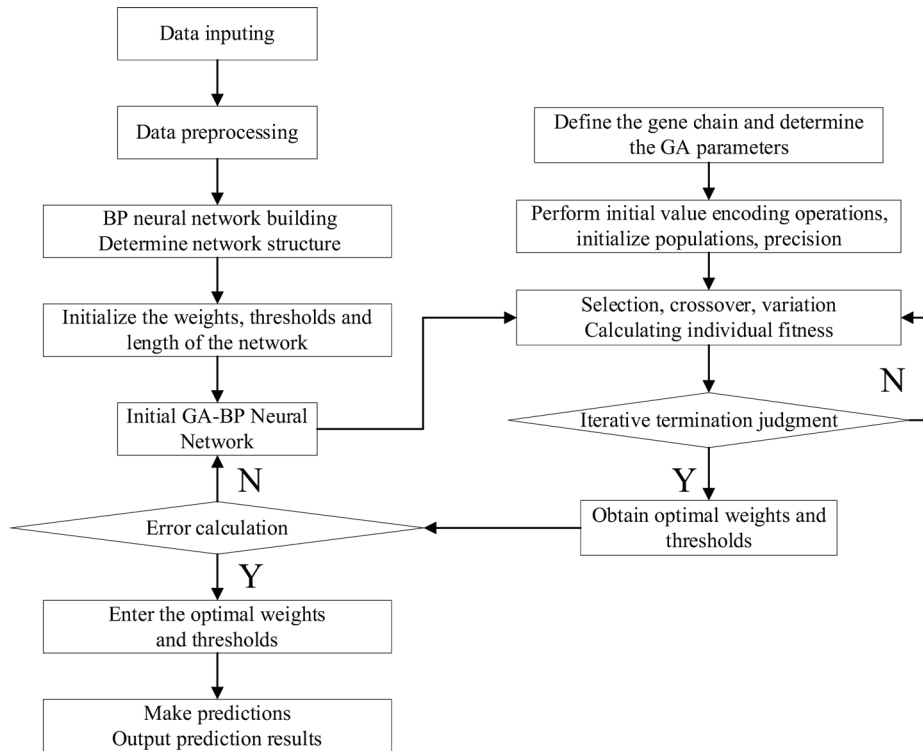 Data inputing
Data preprocessing
BP neural network building
Determine network structure
Initialize the weights, thresholds and
length of the network
Initial GA-BP Neural
Network
N
Error calculation
Y
Enter the optimal weights
and thresholds
Make predictions
Output prediction results
Define the gene chain and determine
the GA parameters
Perform initial value encoding operations,
initialize populations, precision
Selection, crossover, variation
Calculating individual fitness
N
Iterative termination judgment
Y
Obtain optimal weights and
thresholds